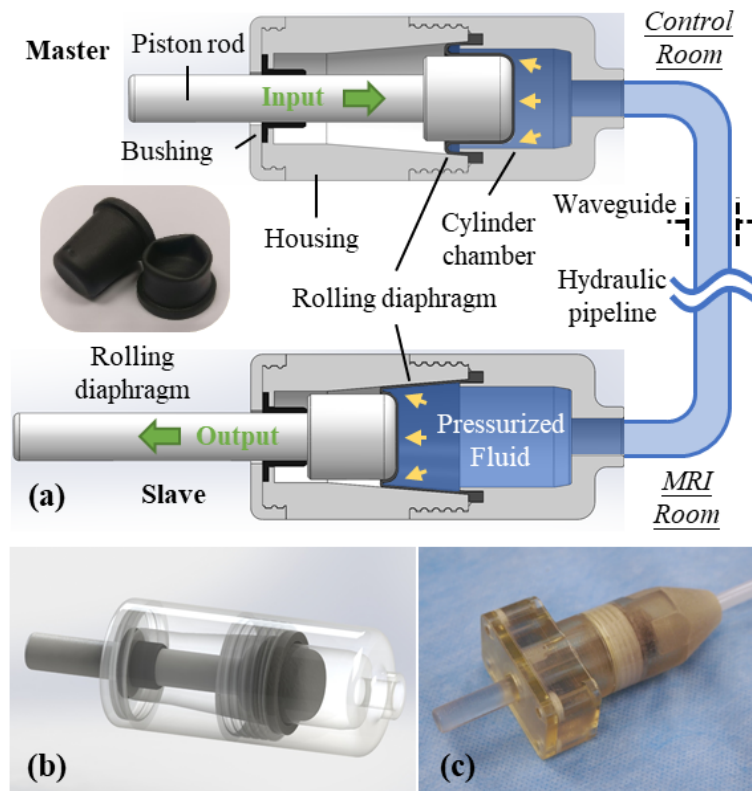 Master
Piston rod
Control
Room
Input
Bushing
Housing
Cylinder
chamber
Waveguide
Rolling diaphragm
Hydraulic
pipeline
Rolling
diaphragm
Output
Pressurized
Fluid
(a)
Slave
MRI
Room
(b)
(c)